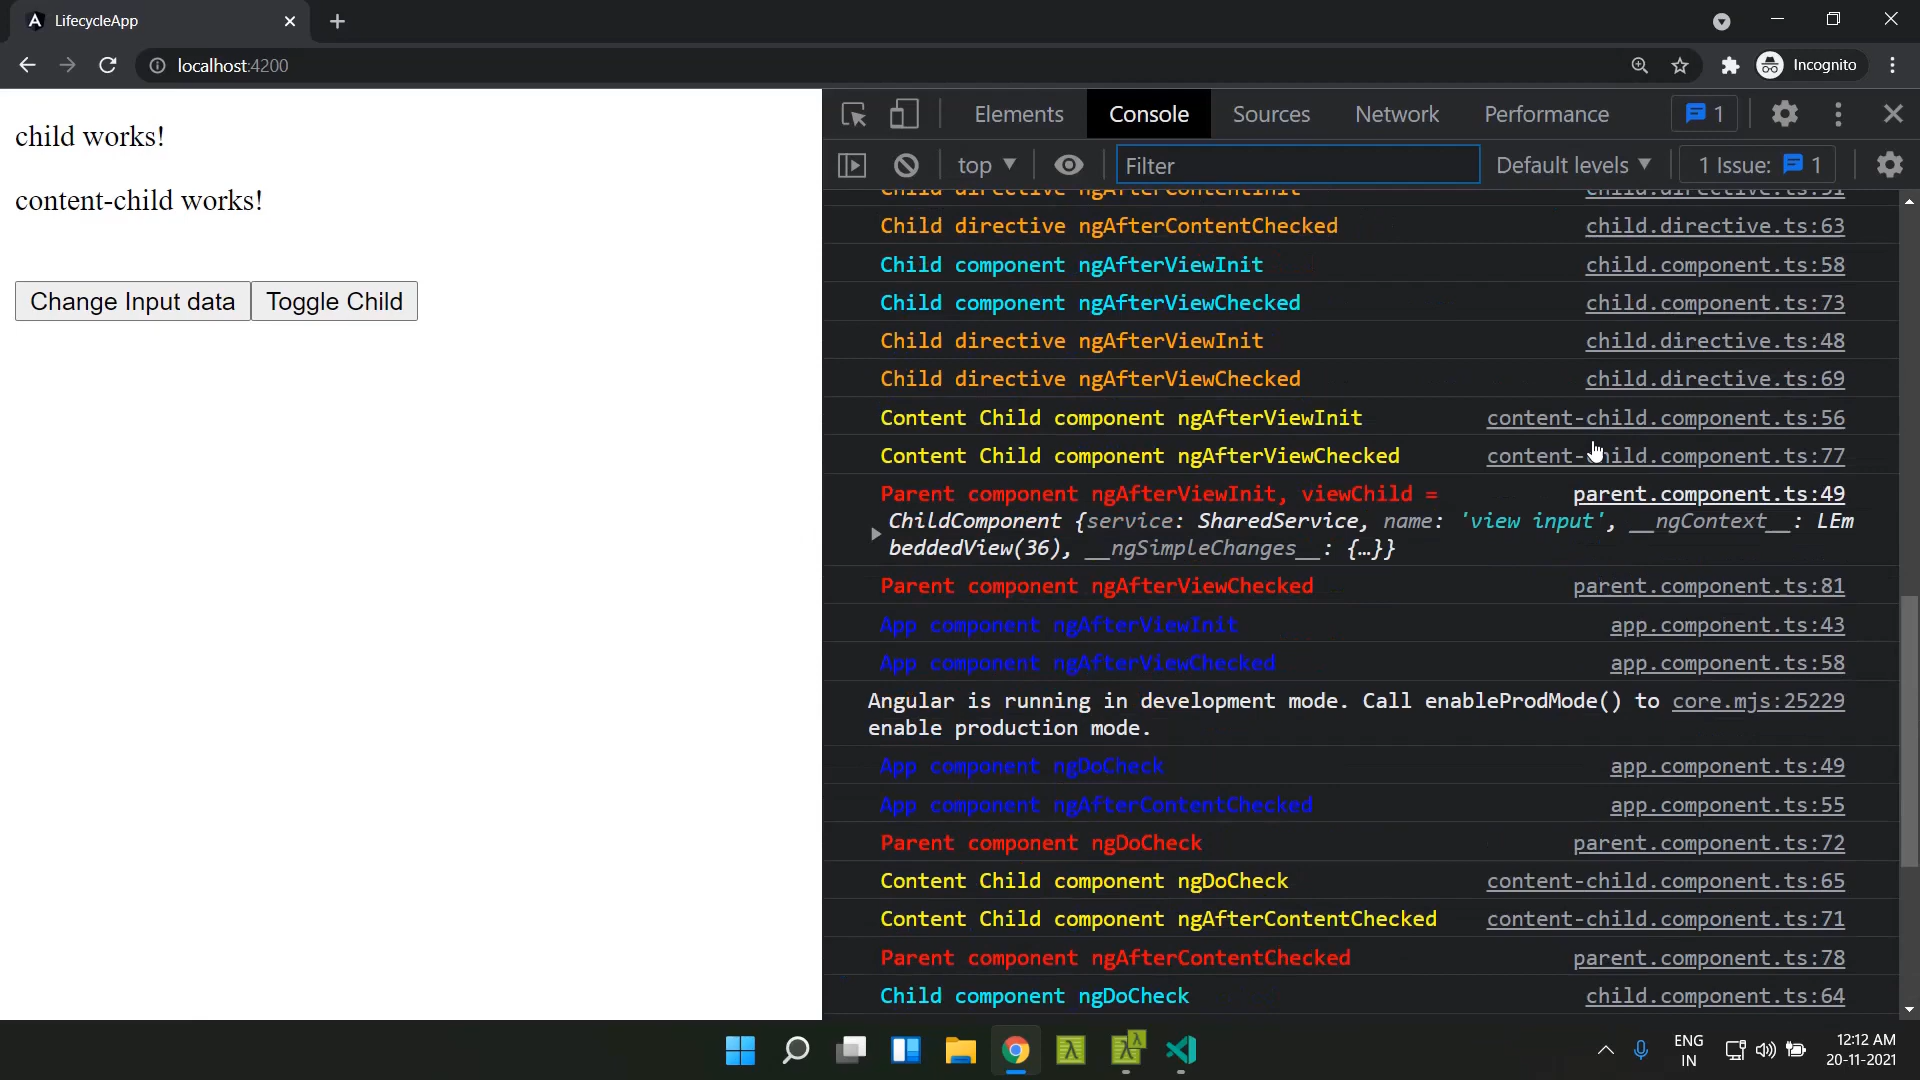 LifecycleApp
localhost:4200
Incognito
child works!
content-child works!
Change Input data Toggle Child
Elements Console Sources Network Performance 1
top Filter Default levels 1 Issue: 1
Child directive ngAfterContentInit child.directive.ts:51
Child directive ngAfterContentChecked child.directive.ts:63
Child component ngAfterViewInit child.component.ts:58
Child component ngAfterViewChecked child.component.ts:73
Child directive ngAfterViewInit child.directive.ts:48
Child directive ngAfterViewChecked child.directive.ts:69
Content Child component ngAfterViewInit content-child.component.ts:56
Content Child component ngAfterViewChecked content-child.component.ts:77
Parent component ngAfterViewInit, viewChild = parent.component.ts:49
ChildComponent {service: SharedService, name: 'view input', __ngContext__: LEm
beddedView(36), __ngSimpleChanges__: {…}}
Parent component ngAfterViewChecked parent.component.ts:81
App component ngAfterViewInit app.component.ts:43
App component ngAfterViewChecked app.component.ts:58
Angular is running in development mode. Call enableProdMode() to core.mjs:25229
enable production mode.
App component ngDoCheck app.component.ts:49
App component ngAfterContentChecked app.component.ts:55
Parent component ngDoCheck parent.component.ts:72
Content Child component ngDoCheck content-child.component.ts:65
Content Child component ngAfterContentChecked content-child.component.ts:71
Parent component ngAfterContentChecked parent.component.ts:78
Child component ngDoCheck child.component.ts:64
ENG
IN
12:12 AM
20-11-2021